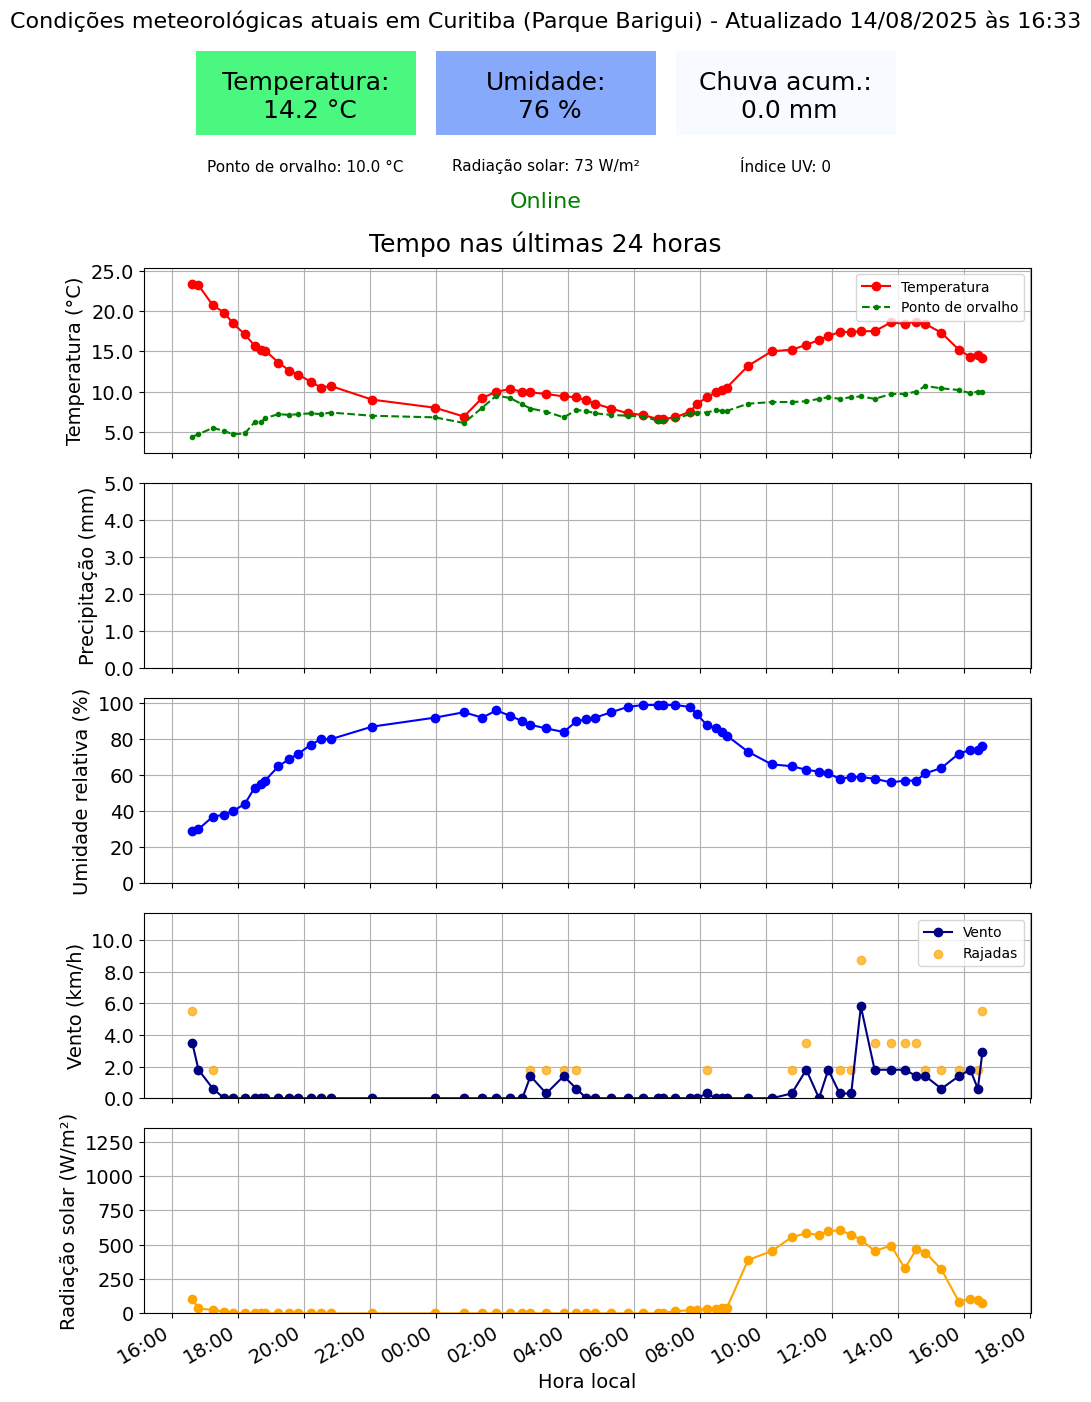 Condições meteorológicas atuais em Curitiba (Parque Barigui) - Atualizado 14/08/2025 às 16:33
Temperatura:
14.2 °C
Umidade:
76 %
Chuva acum.:
0.0 mm
Ponto de orvalho: 10.0 °C
Radiação solar: 73 W/m²
Índice UV: 0
Online
Tempo nas últimas 24 horas
Temperatura (°C)
25.0
20.0
15.0
10.0
5.0
Temperatura
Ponto de orvalho
Precipitação (mm)
5.0
4.0
3.0
2.0
1.0
0.0
Umidade relativa (%)
100
80
60
40
20
0
Vento (km/h)
10.0
8.0
6.0
4.0
2.0
0.0
Vento
Rajadas
Radiação solar (W/m²)
1250
1000
750
500
250
0
16:00 18:00 20:00 22:00 00:00 02:00 04:00 06:00 08:00 10:00 12:00 14:00 16:00 18:00
Hora local